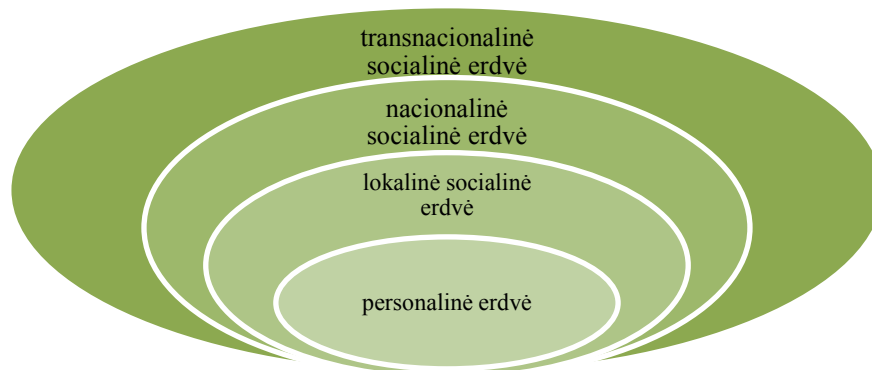 transnacionalinė
socialinė erdvė
nacionalinė
socialinė erdvė
lokalinė socialinė
erdvė
personalinė erdvė